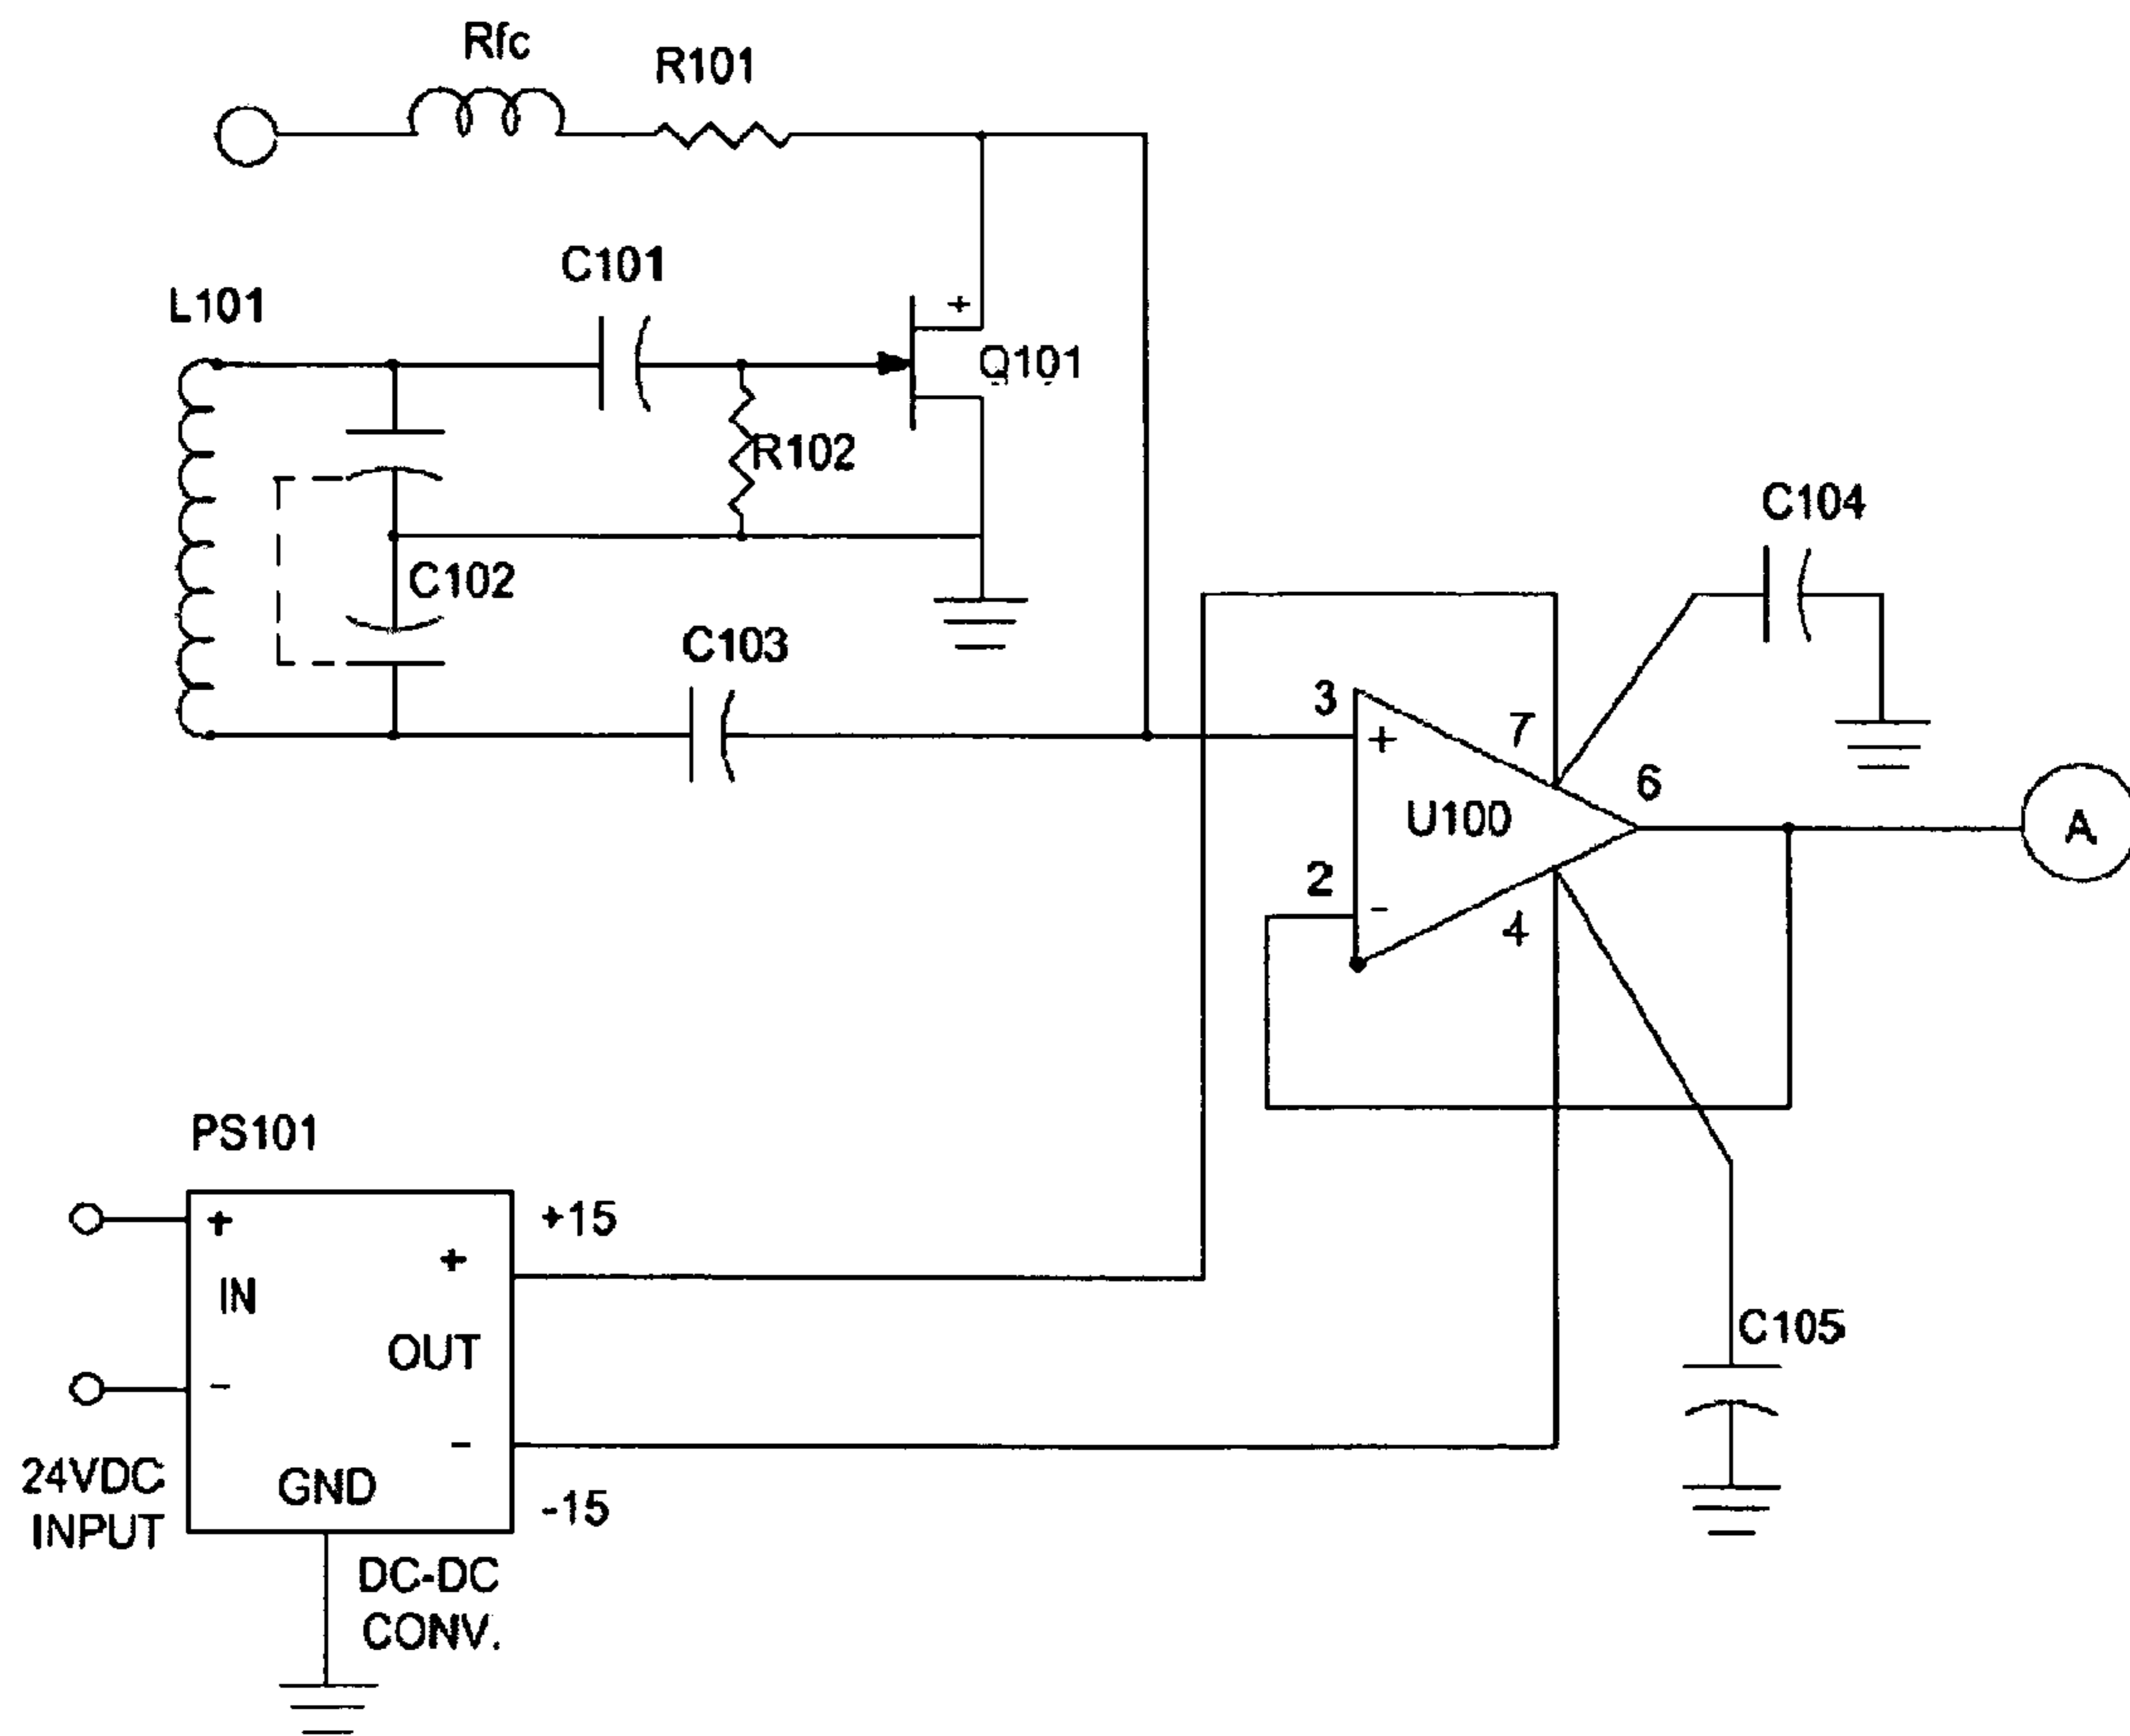 Rfc
R101
C101
L101
+
Q101
R102
C104
C102
C103
3
7
+
6
U100
A
2
-
4
PS101
+
+15
+
IN
OUT
C105
-
-
24VDC
GND
-15
INPUT
DC-DC
CONV.